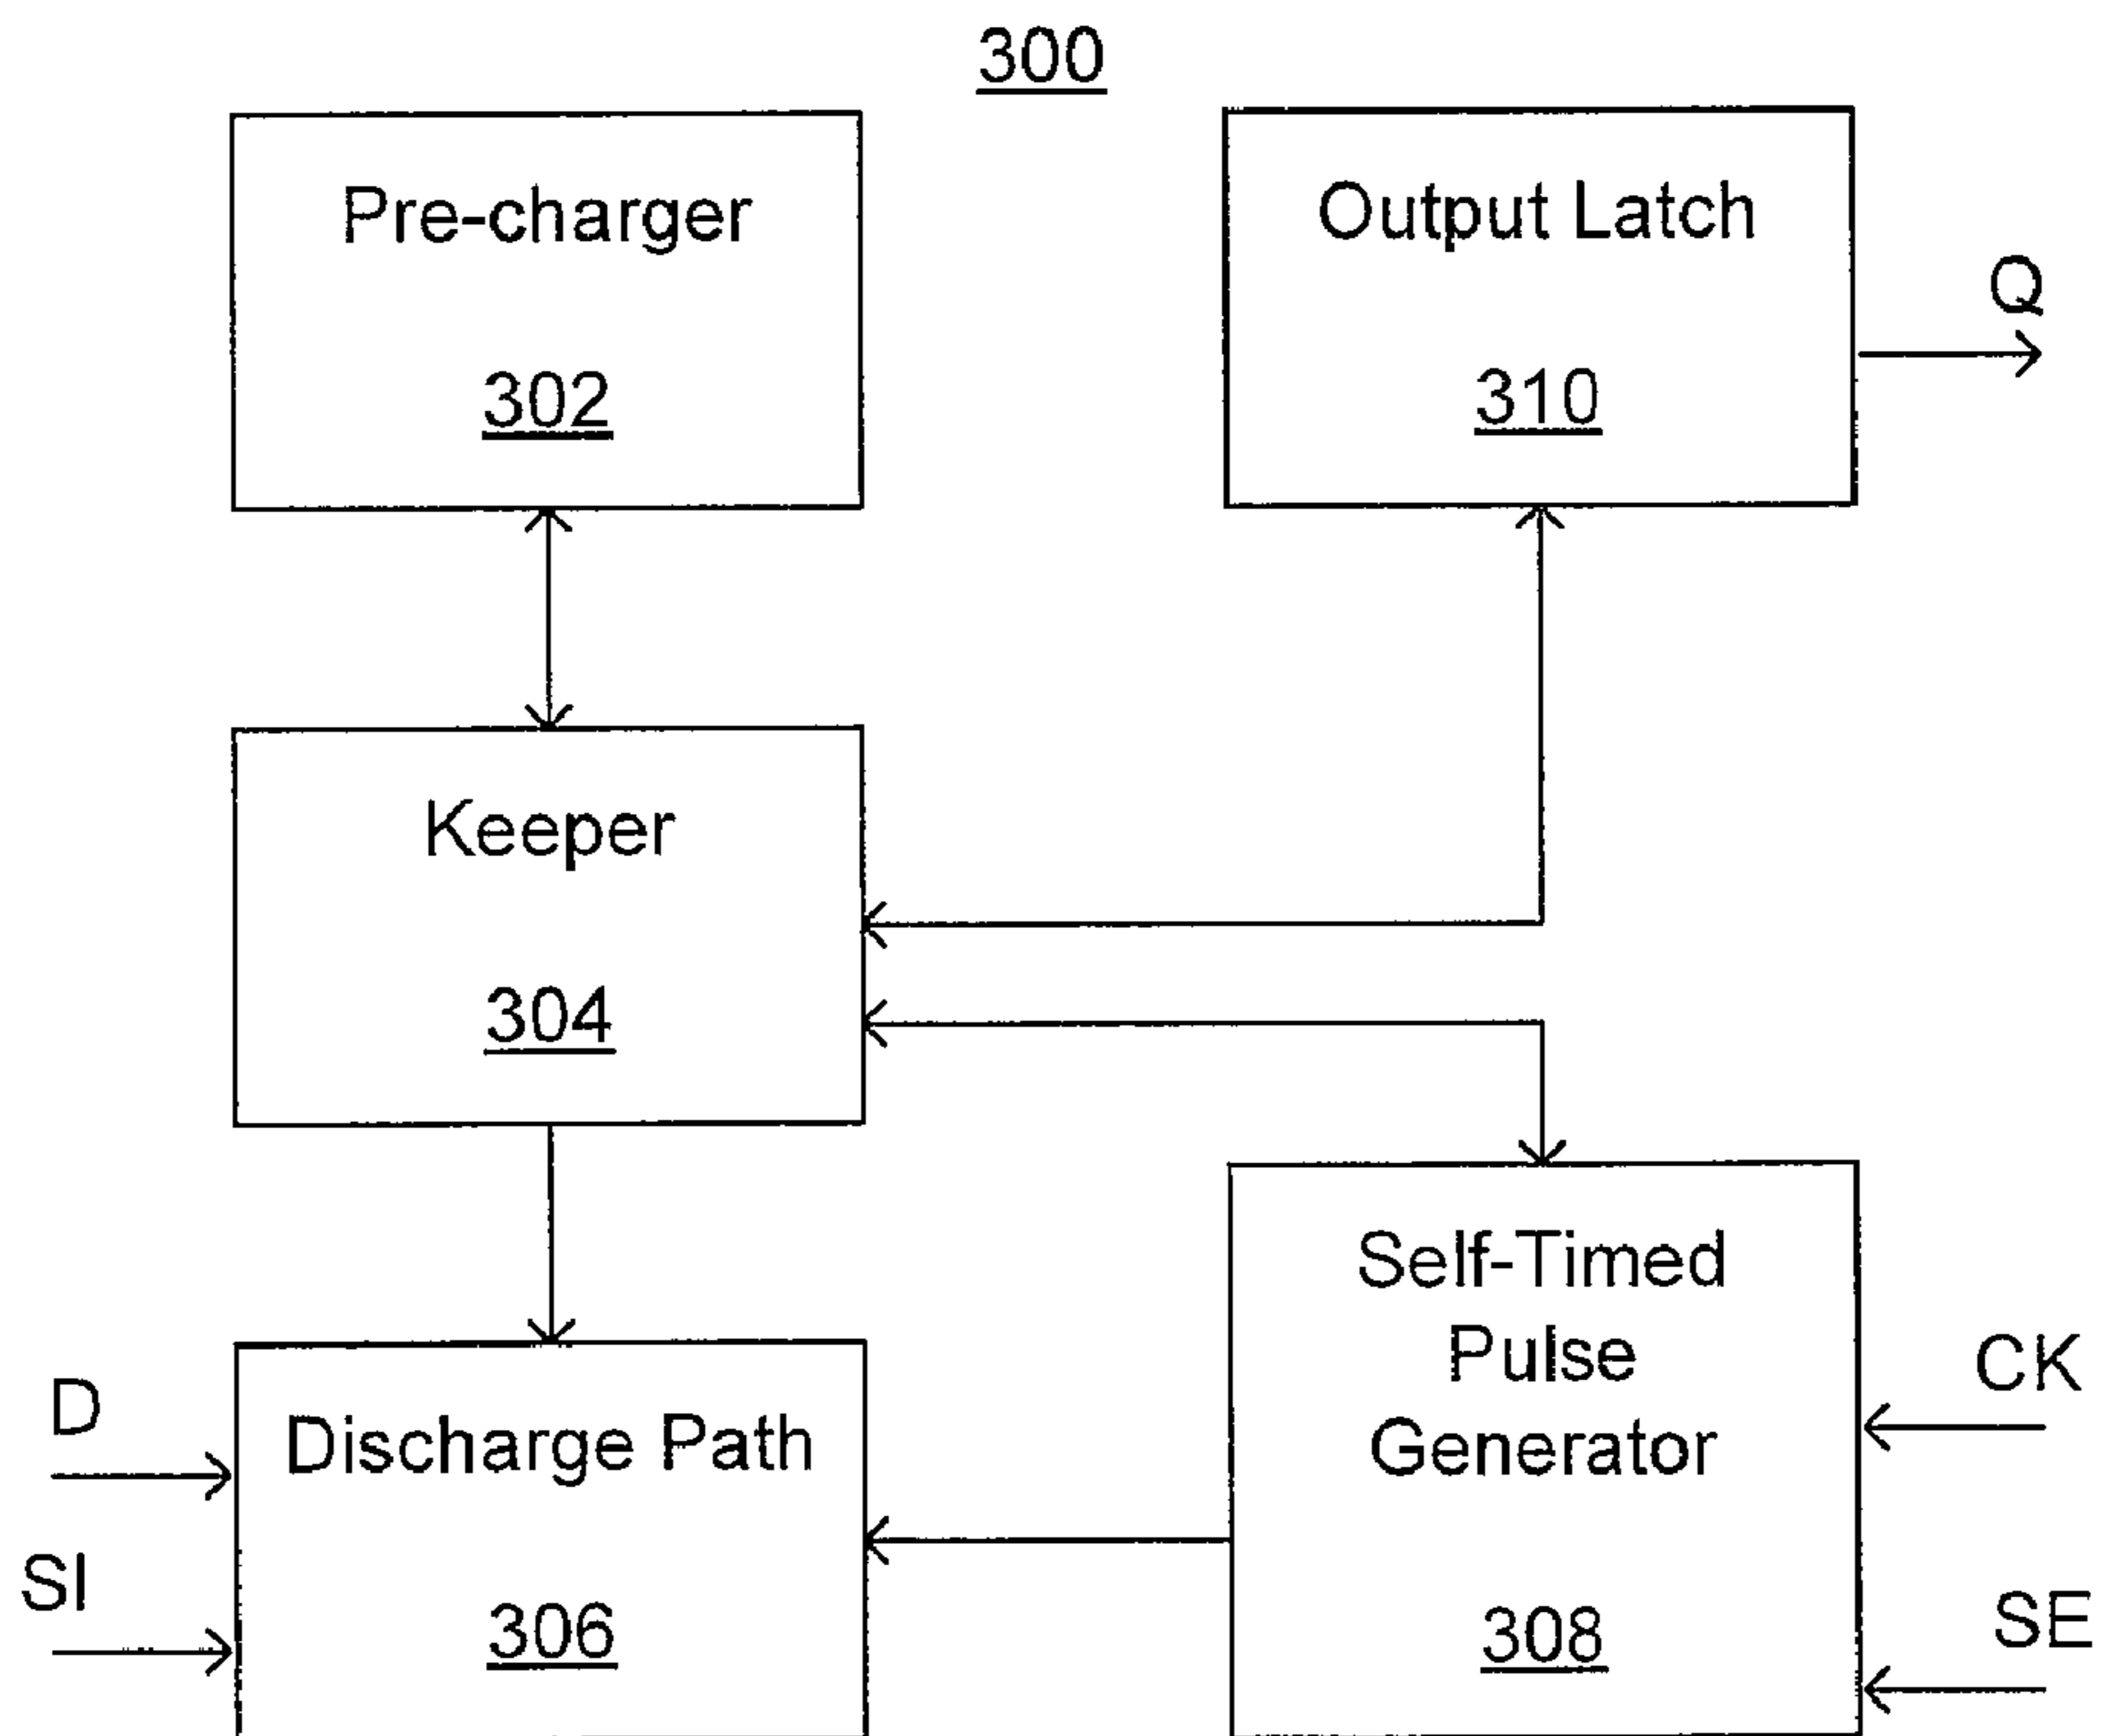 300
Pre-charger
302
Output Latch
310
Q
Keeper
304
D
SI
Discharge Path
306
Self-Timed
Pulse
Generator
308
CK
SE